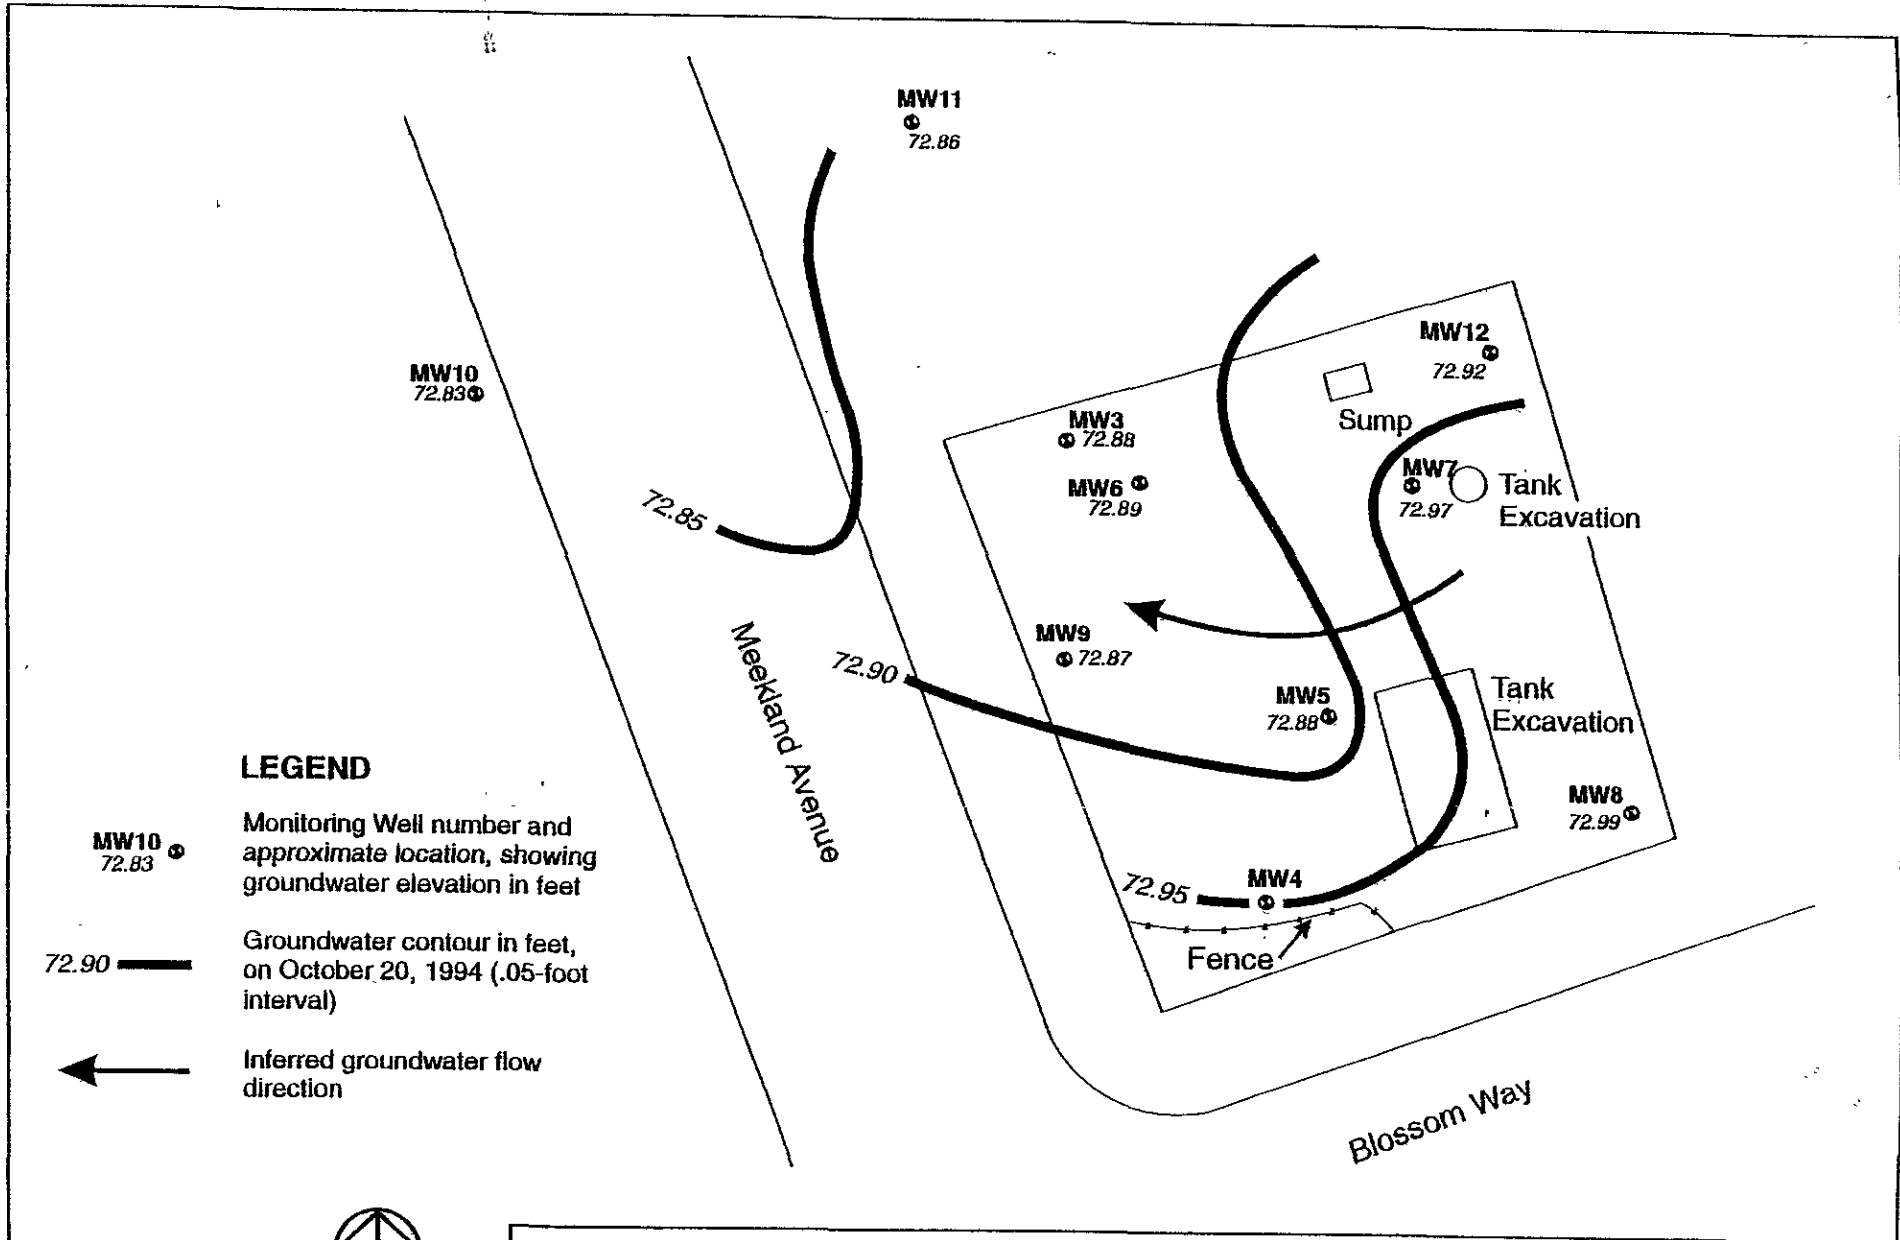 MW11
72.86
MW10
72.83
MW12
72.92
Sump
MW3
72.88
MW6
72.89
MW7
72.97
Tank
Excavation
72.85
MW9
72.87
72.90
Meekland Avenue
MW5
72.88
Tank
Excavation
MW8
72.99
72.95
MW4
Fence
Blossom Way
LEGEND
MW10
72.83
Monitoring Well number and
approximate location, showing
groundwater elevation in feet
72.90
Groundwater contour in feet,
on October 20, 1994 (.05-foot
interval)
Inferred groundwater flow
direction